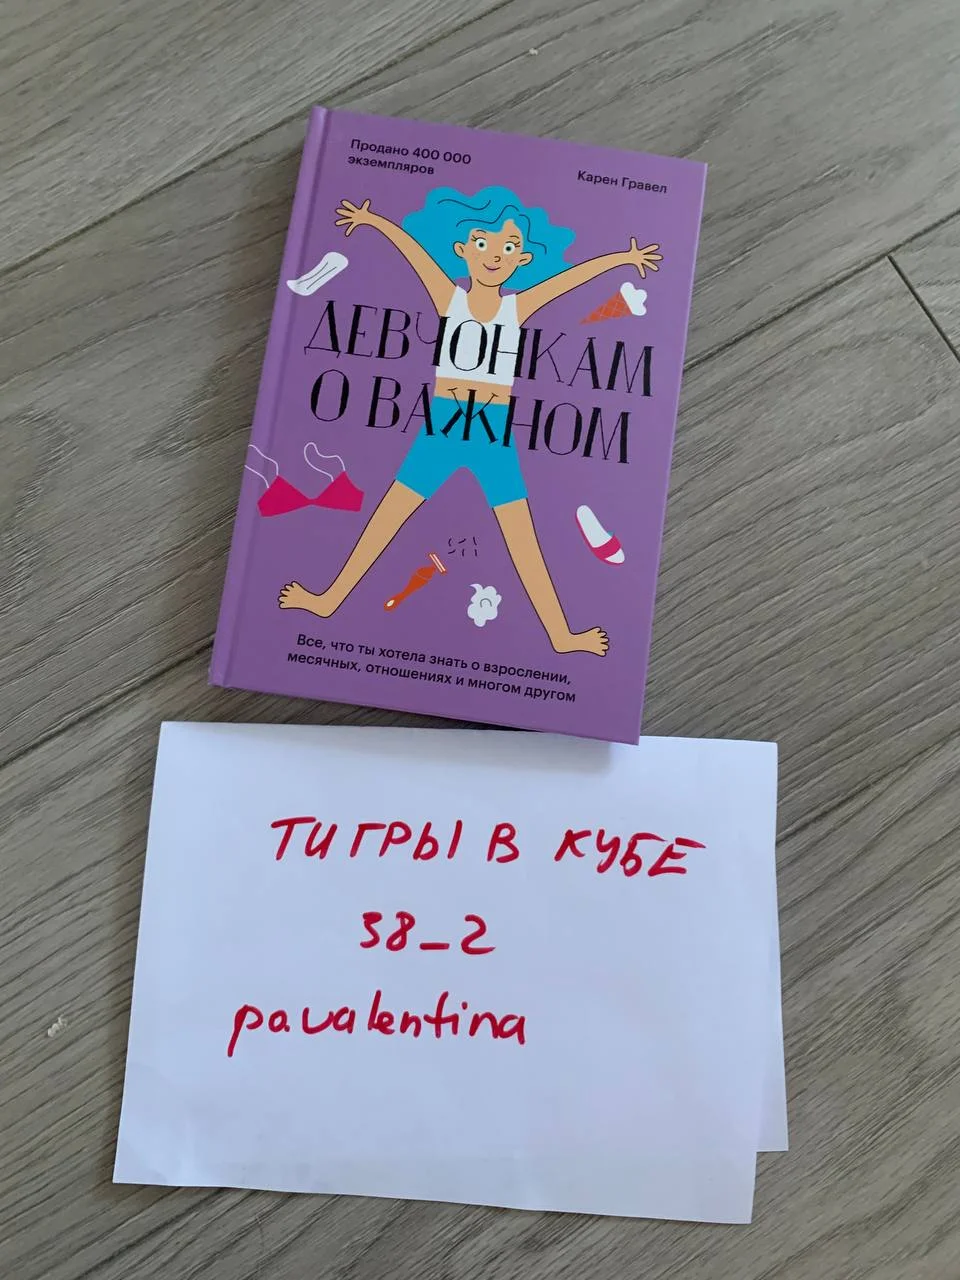 Продано 400 000
экземпляров
Карен Гравел
ДЕВЧОНКАМ
О ВАЖНОМ
Все, что ты хотела знать о взрослении,
месячных, отношениях и многом другом
ТИГРЫ В КУБЕ
38_2
pavalentina